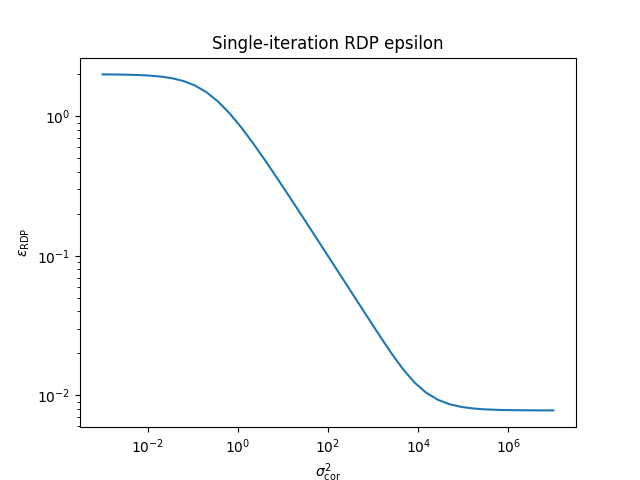 Single-iteration RDP epsilon
10⁰
10⁻¹
10⁻²
ε_RDP
10⁻² 10⁰ 10² 10⁴ 10⁶
σ²_cor